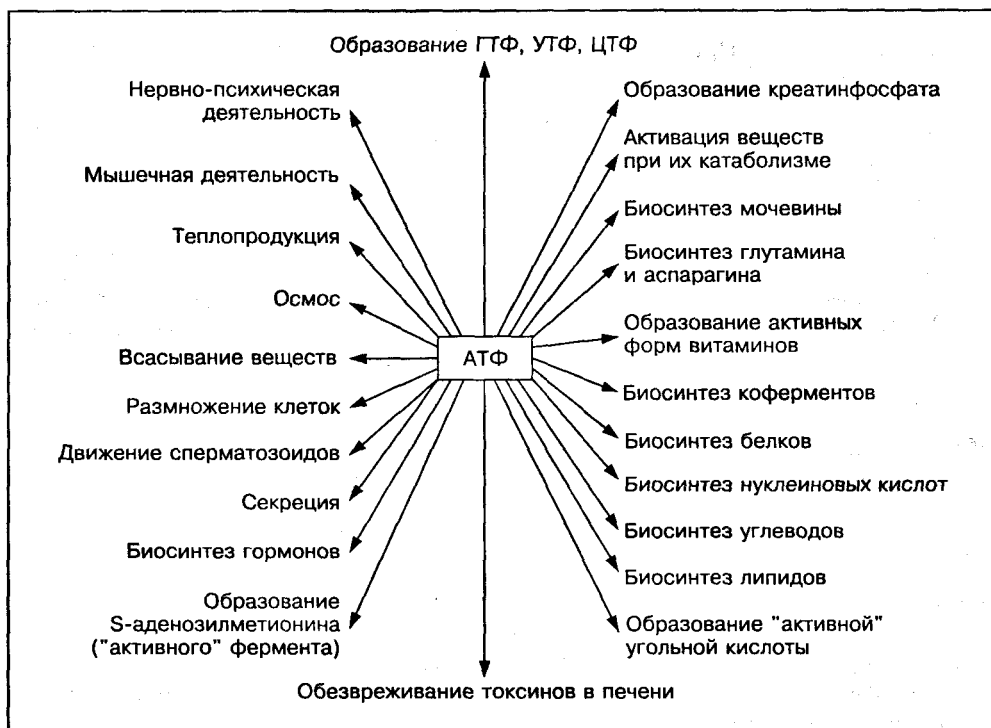 Образование ГТФ, УТФ, ЦТФ
Нервно-психическая
деятельность
Мышечная деятельность
Теплопродукция
Осмос
Всасывание веществ
Размножение клеток
Движение сперматозоидов
Секреция
Биосинтез гормонов
Образование
S-аденозилметионина
("активного" фермента)
АТФ
Образование креатинфосфата
Активация веществ
при их катаболизме
Биосинтез мочевины
Биосинтез глутамина
и аспарагина
Образование активных
форм витаминов
Биосинтез коферментов
Биосинтез белков
Биосинтез нуклеиновых кислот
Биосинтез углеводов
Биосинтез липидов
Образование "активной"
угольной кислоты
Обезвреживание токсинов в печени